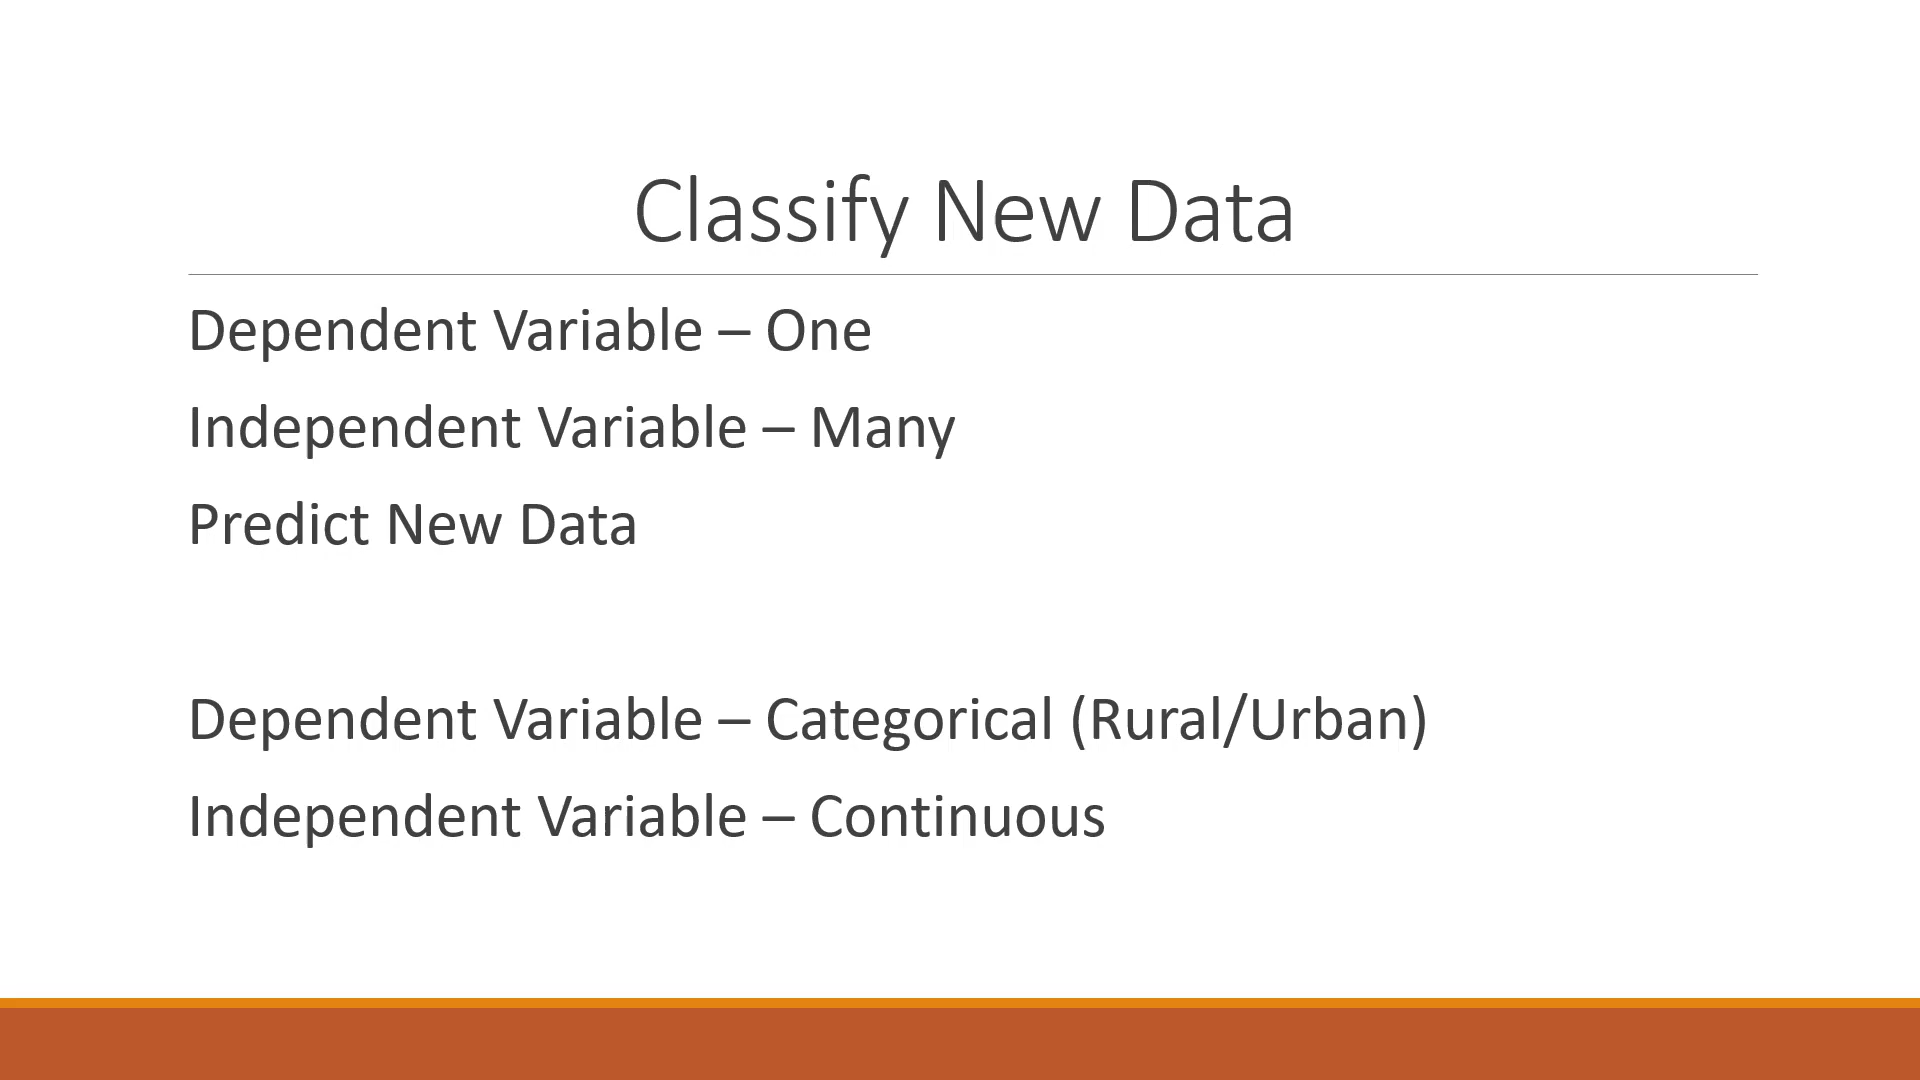 Classify New Data
Dependent Variable – One
Independent Variable – Many
Predict New Data
Dependent Variable – Categorical (Rural/Urban)
Independent Variable – Continuous